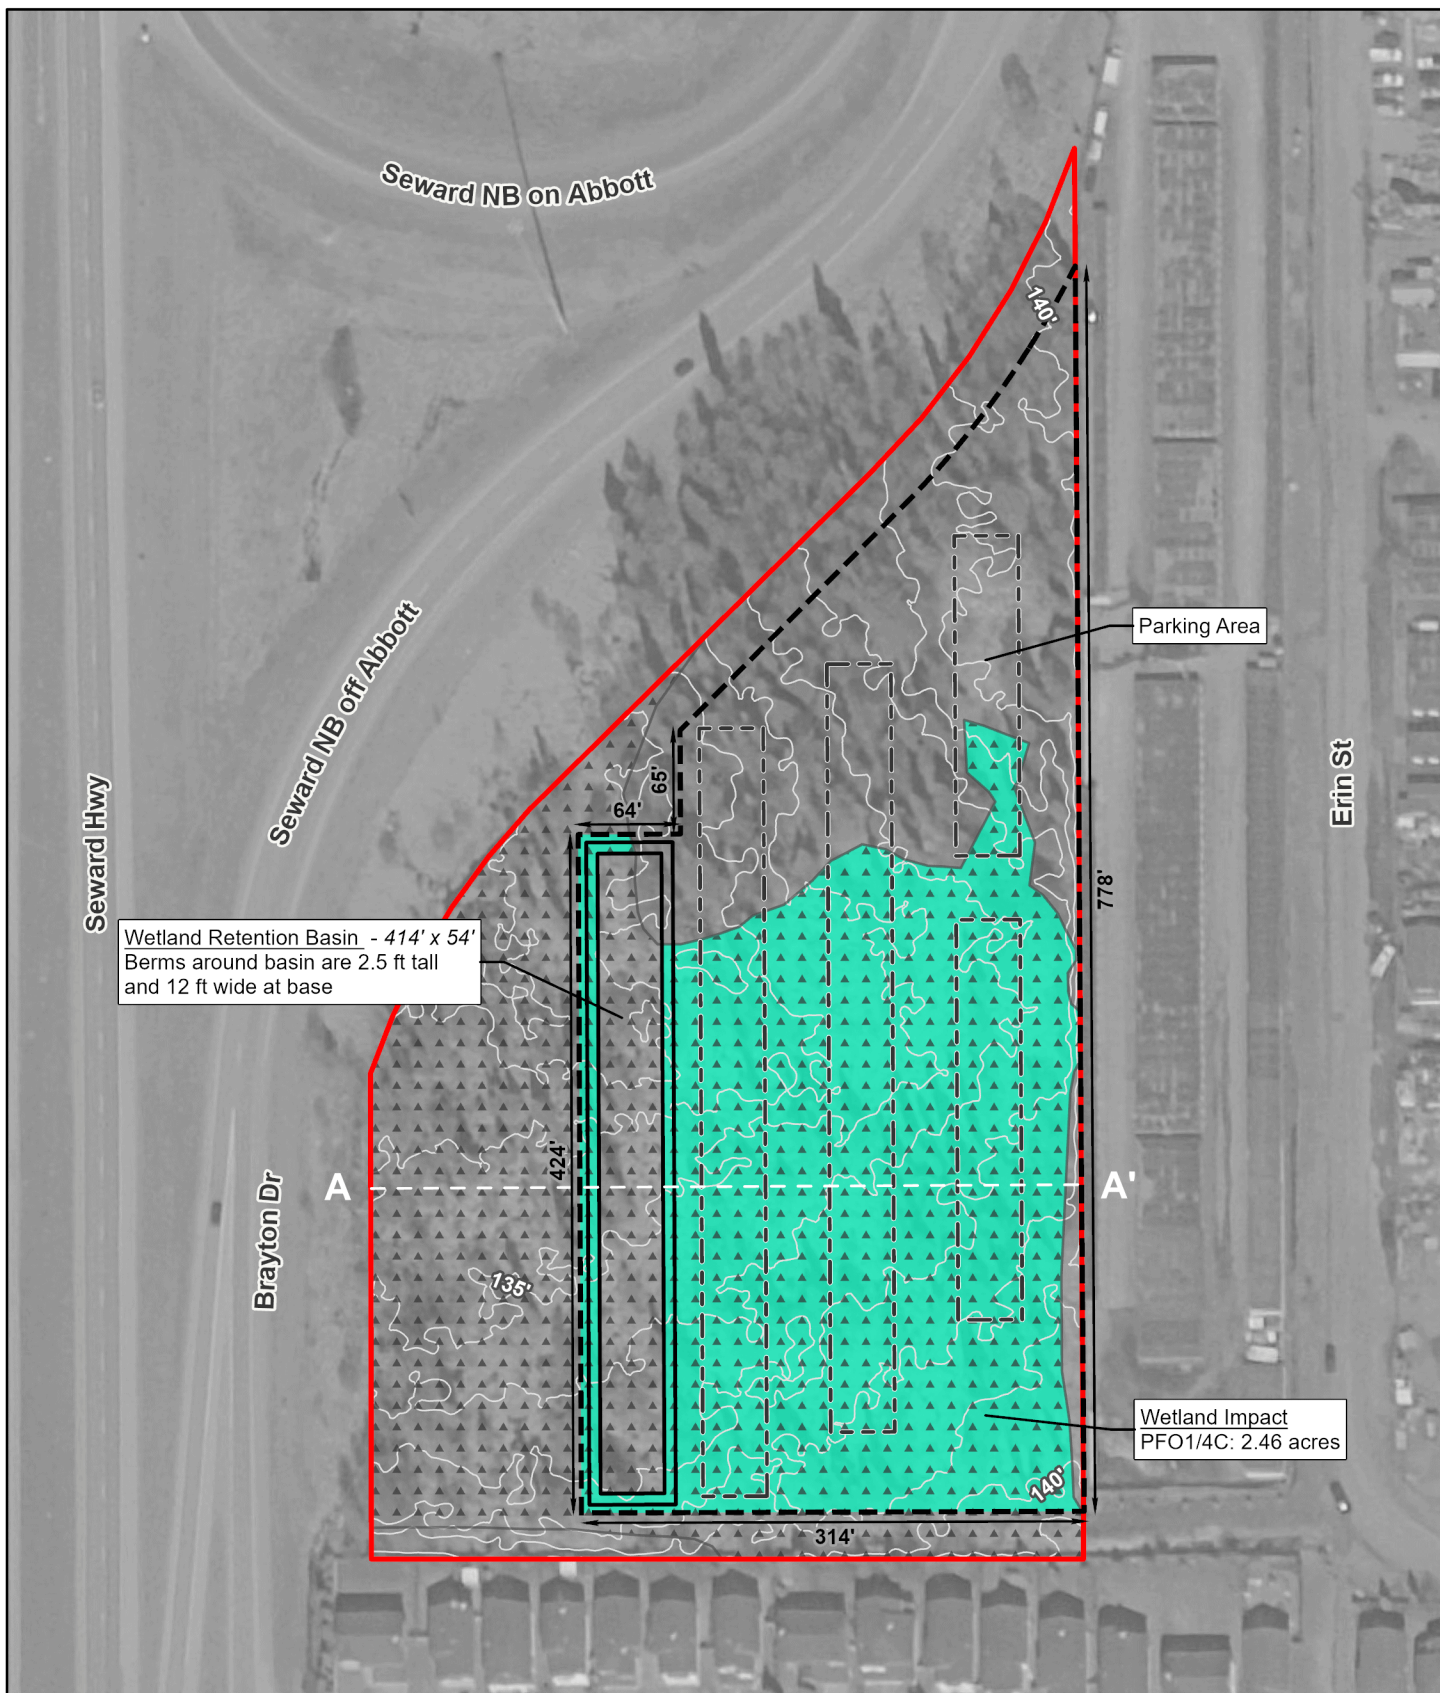 Seward NB on Abbott
140'
Parking Area
Seward NB off Abbott
65'
64'
Seward Hwy
Erin St
778'
Wetland Retention Basin - 414' x 54'
Berms around basin are 2.5 ft tall
and 12 ft wide at base
424'
A
A'
Brayton Dr
135'
Wetland Impact
PFO1/4C: 2.46 acres
140'
314'